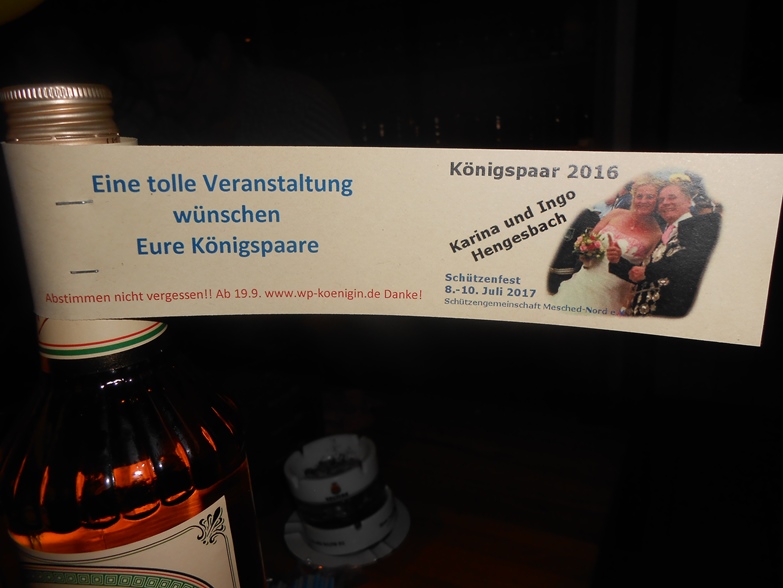 Eine tolle Veranstaltung
wünschen
Eure Königspaare
Abstimmen nicht vergessen!! Ab 19.9. www.wp-koenigin.de Danke!
Königspaar 2016
Karina und Ingo
Hengesbach
Schützenfest
8.-10. Juli 2017
Schützengemeinschaft Mesched-Nord e.